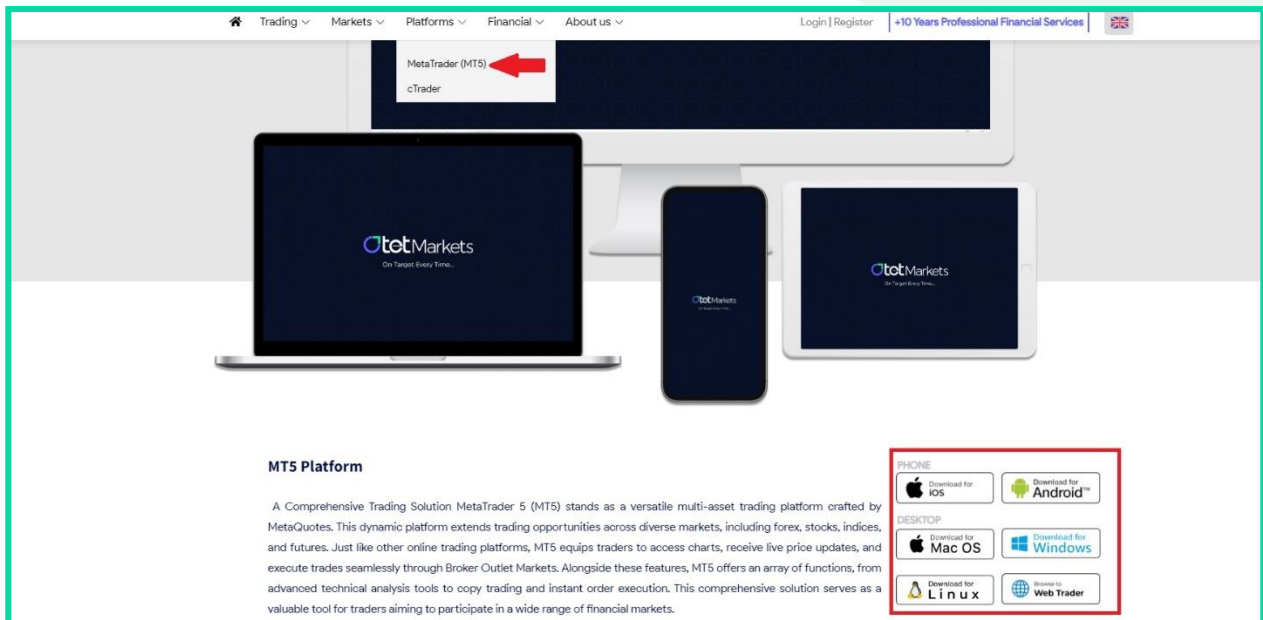 Trading Markets Platforms Financial About us Login | Register +10 Years Professional Financial Services
MetaTrader (MT5)
cTrader
OtetMarkets
On Target Every Time...
OtetMarkets
On Target Every Time...
OtetMarkets
MT5 Platform
A Comprehensive Trading Solution MetaTrader 5 (MT5) stands as a versatile multi-asset trading platform crafted by
MetaQuotes. This dynamic platform extends trading opportunities across diverse markets, including forex, stocks, indices,
and futures. Just like other online trading platforms, MT5 equips traders to access charts, receive live price updates, and
execute trades seamlessly through Broker Outlet Markets. Alongside these features, MT5 offers an array of functions, from
advanced technical analysis tools to copy trading and instant order execution. This comprehensive solution serves as a
valuable tool for traders aiming to participate in a wide range of financial markets.
PHONE
Download for
iOS
Download for
Android™
DESKTOP
Download for
Mac OS
Download for
Windows
Download for
Linux
Browse to
Web Trader